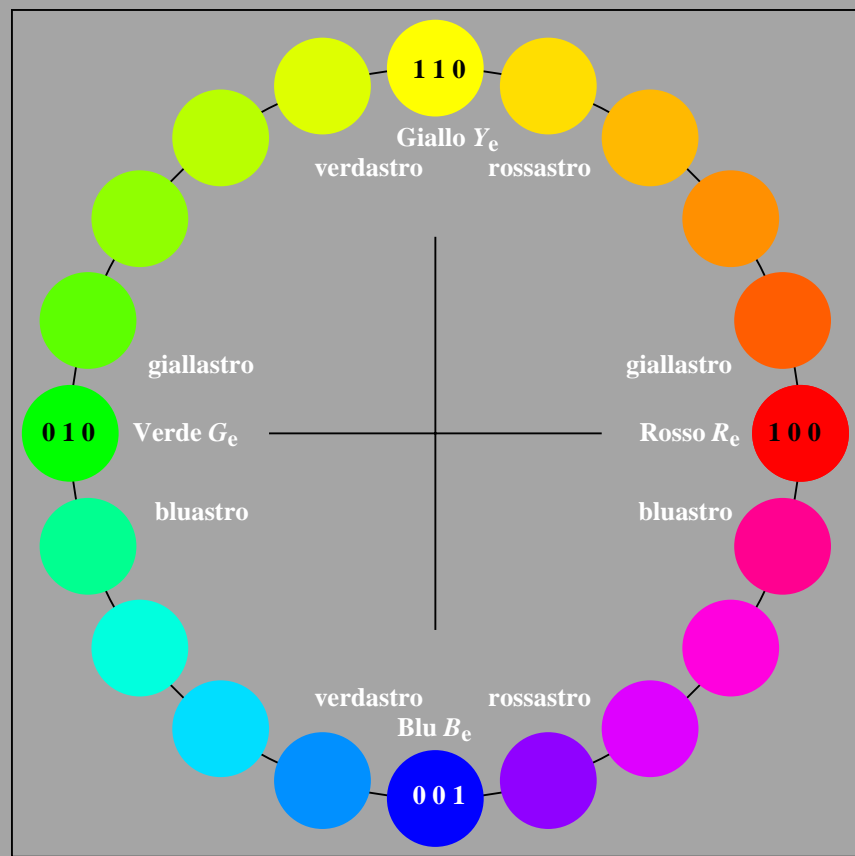 1 1 0
Giallo Yₑ
verdastro rossastro
giallastro giallastro
0 1 0 Verde Gₑ Rosso Rₑ 1 0 0
bluastro bluastro
verdastro rossastro
Blu Bₑ
0 0 1